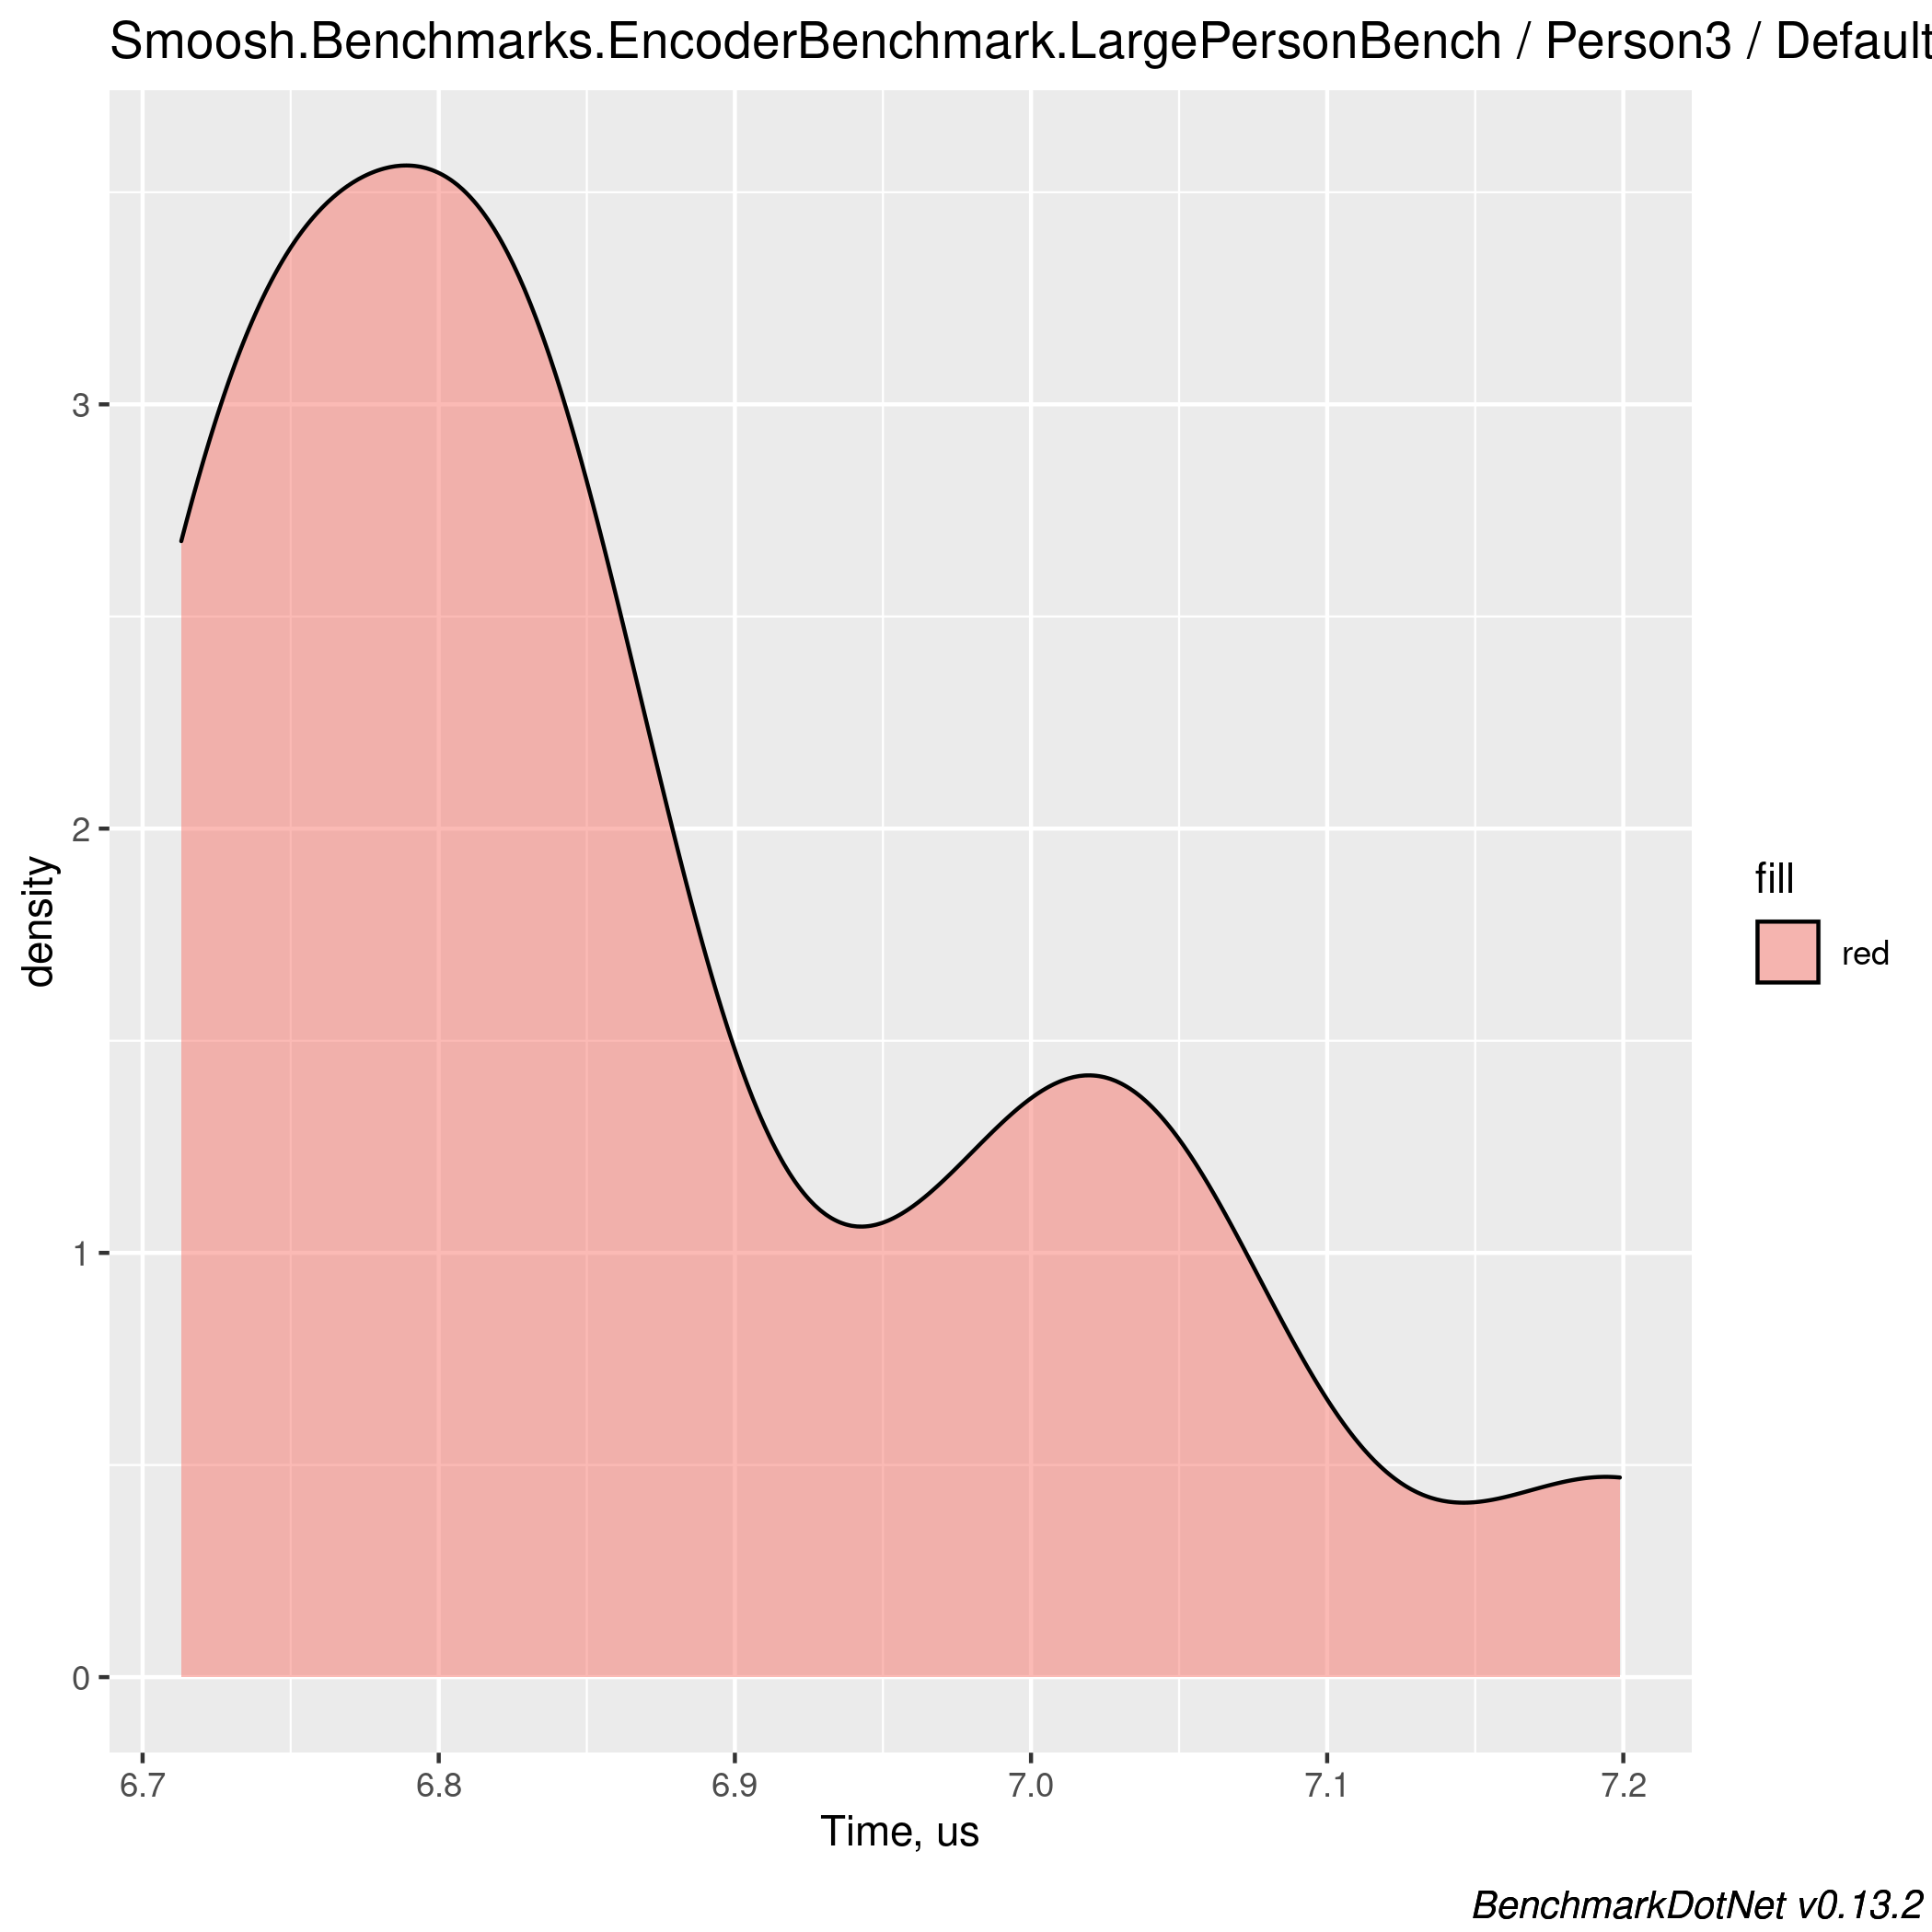 Smoosh.Benchmarks.EncoderBenchmark.LargePersonBench / Person3 / Default
3
2
1
0
density
6.7 6.8 6.9 7.0 7.1 7.2
Time, us
fill
red
BenchmarkDotNet v0.13.2